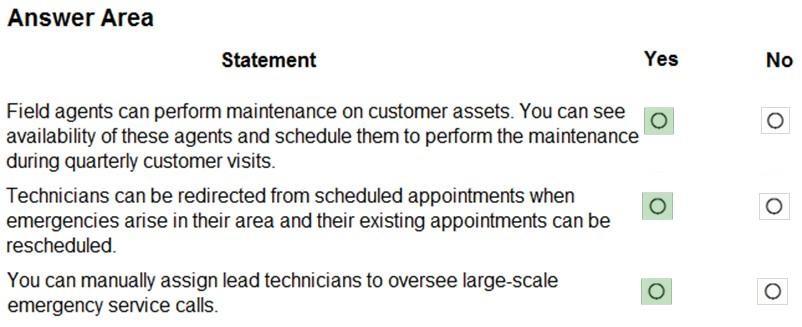 Answer Area
Statement Yes No
Field agents can perform maintenance on customer assets. You can see
availability of these agents and schedule them to perform the maintenance
during quarterly customer visits.
Technicians can be redirected from scheduled appointments when
emergencies arise in their area and their existing appointments can be
rescheduled.
You can manually assign lead technicians to oversee large-scale
emergency service calls.